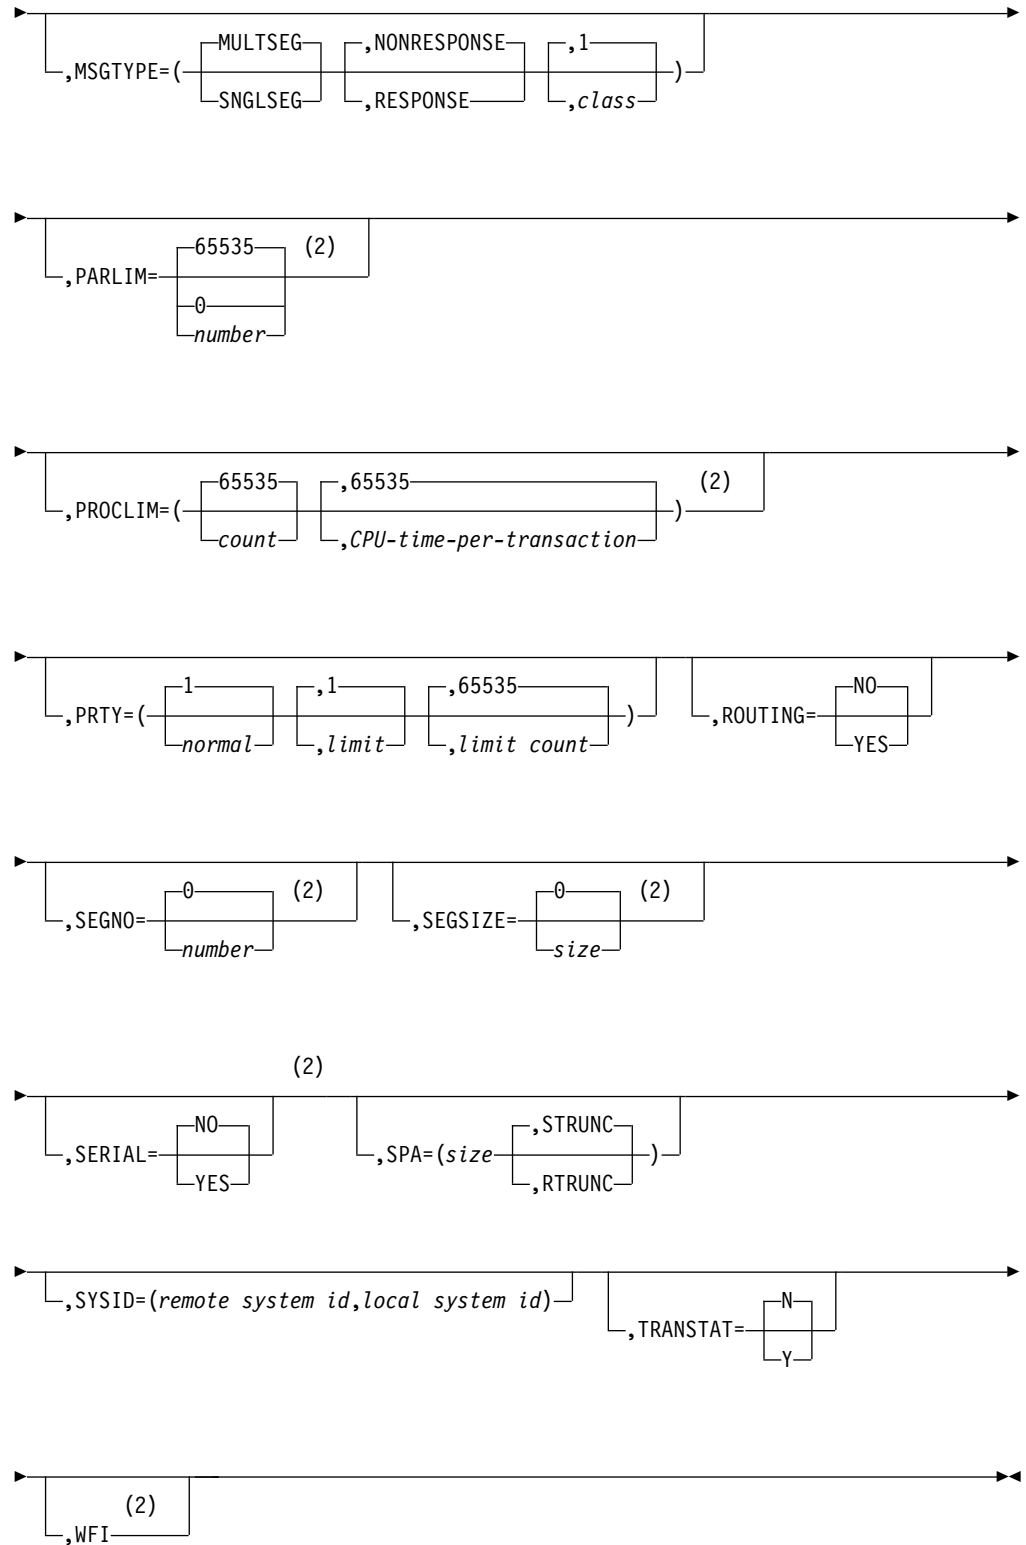 MULTSEG ,NONRESPONSE ,1
,MSGTYPE=( )
SNGLSEG ,RESPONSE ,class
65535 (2)
,PARLIM=
0
number
65535 ,65535 (2)
,PROCLIM=( )
count ,CPU-time-per-transaction
1 ,1 ,65535 NO
,PRTY=( ) ,ROUTING=
normal ,limit ,limit count YES
0 (2) 0 (2)
,SEGNO= ,SEGSIZE=
number size
(2)
NO ,STRUNC
,SERIAL= ,SPA=(size )
YES ,RTRUNC
,SYSID=(remote system id,local system id) N
,TRANSTAT=
Y
(2)
,WFI